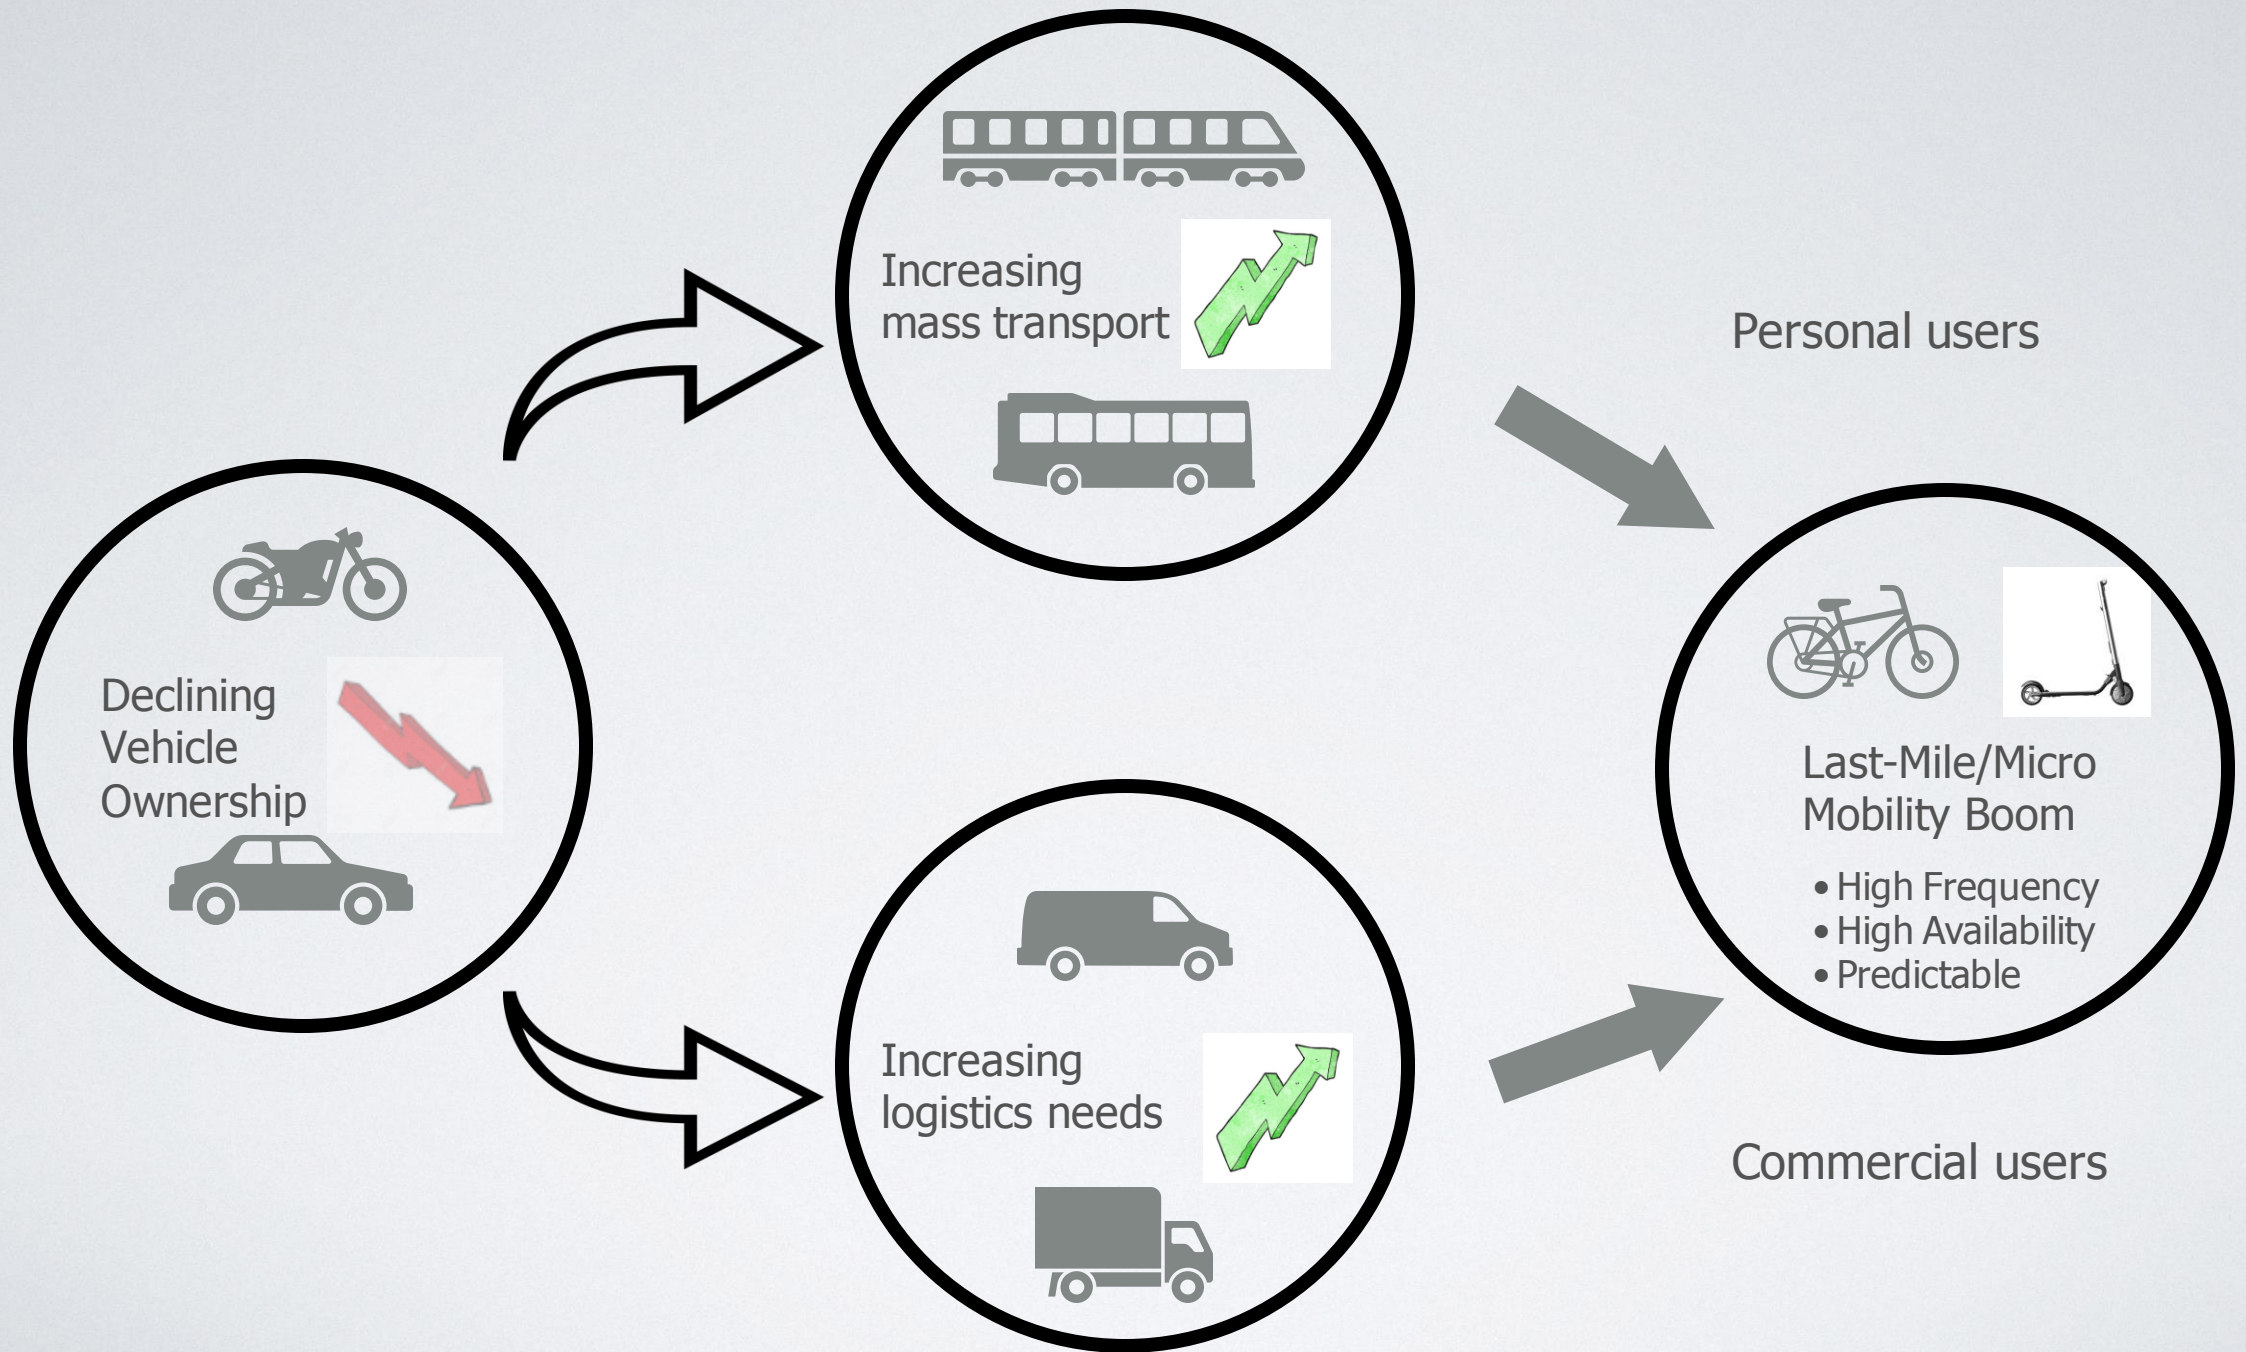 Increasing
mass transport
Personal users
Declining
Vehicle
Ownership
Last-Mile/Micro
Mobility Boom
• High Frequency
• High Availability
• Predictable
Increasing
logistics needs
Commercial users